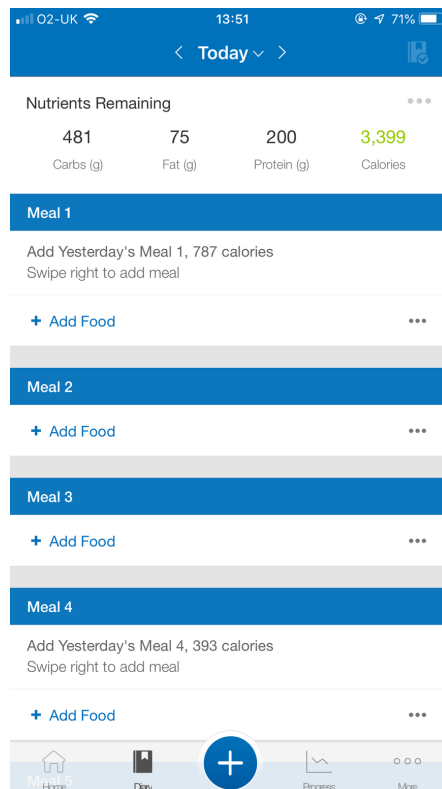 O2-UK 13:51 71%
Today
Nutrients Remaining
481 75 200 3,399
Carbs (g) Fat (g) Protein (g) Calories
Meal 1
Add Yesterday's Meal 1, 787 calories
Swipe right to add meal
+ Add Food
Meal 2
+ Add Food
Meal 3
+ Add Food
Meal 4
Add Yesterday's Meal 4, 393 calories
Swipe right to add meal
+ Add Food
Meal 5
Home Diary Progress More